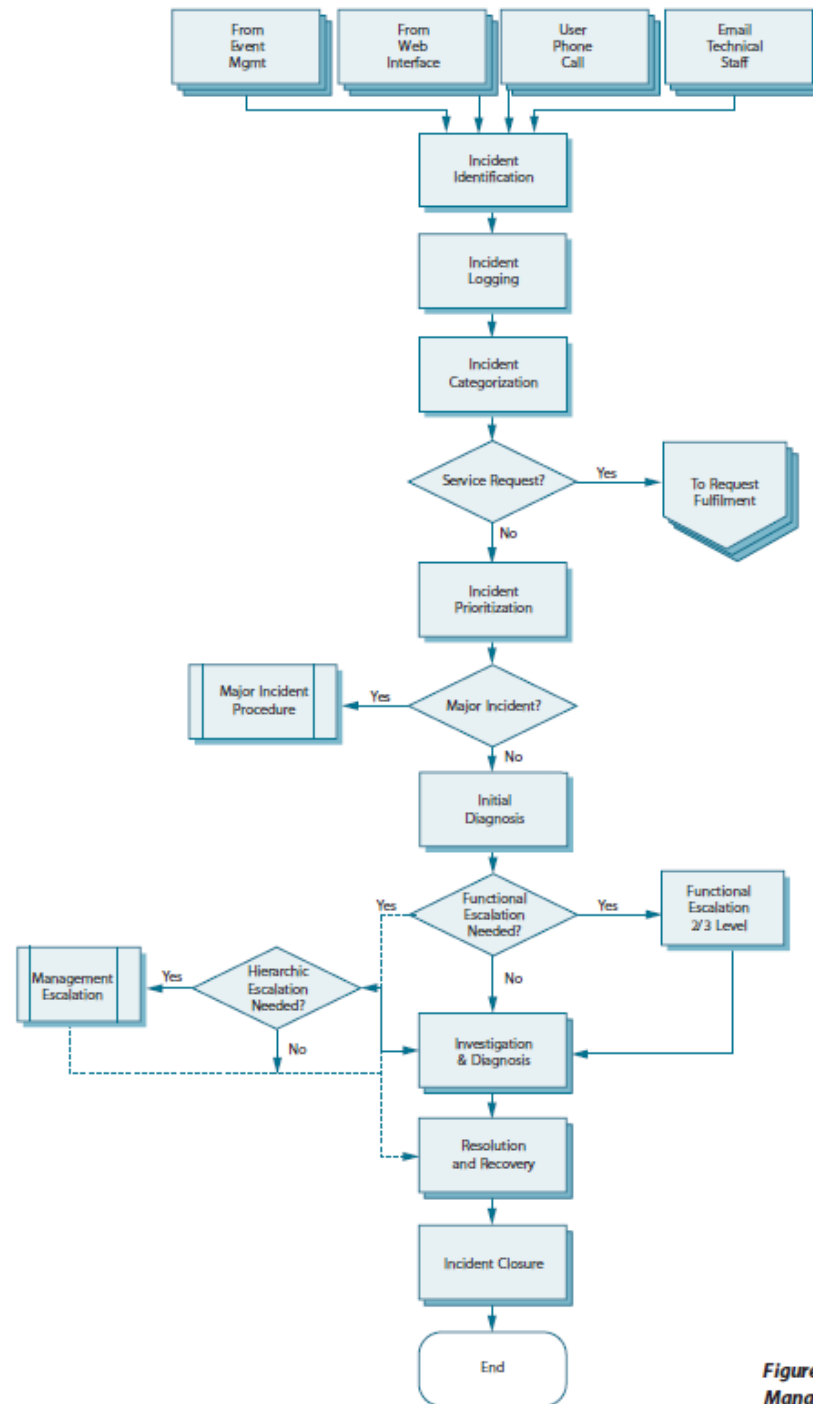 From
Event
Mgmt
From
Web
Interface
User
Phone
Call
Email
Technical
Staff
Incident
Identification
Incident
Logging
Incident
Categorization
Service Request?
Yes
To Request
Fulfilment
No
Incident
Prioritization
Major Incident
Procedure
Yes
Major Incident?
No
Initial
Diagnosis
Yes
Functional
Escalation
Needed?
Yes
Functional
Escalation
2/3 Level
No
Management
Escalation
Yes
Hierarchic
Escalation
Needed?
No
Investigation
& Diagnosis
Resolution
and Recovery
Incident Closure
End
Figure
Mana